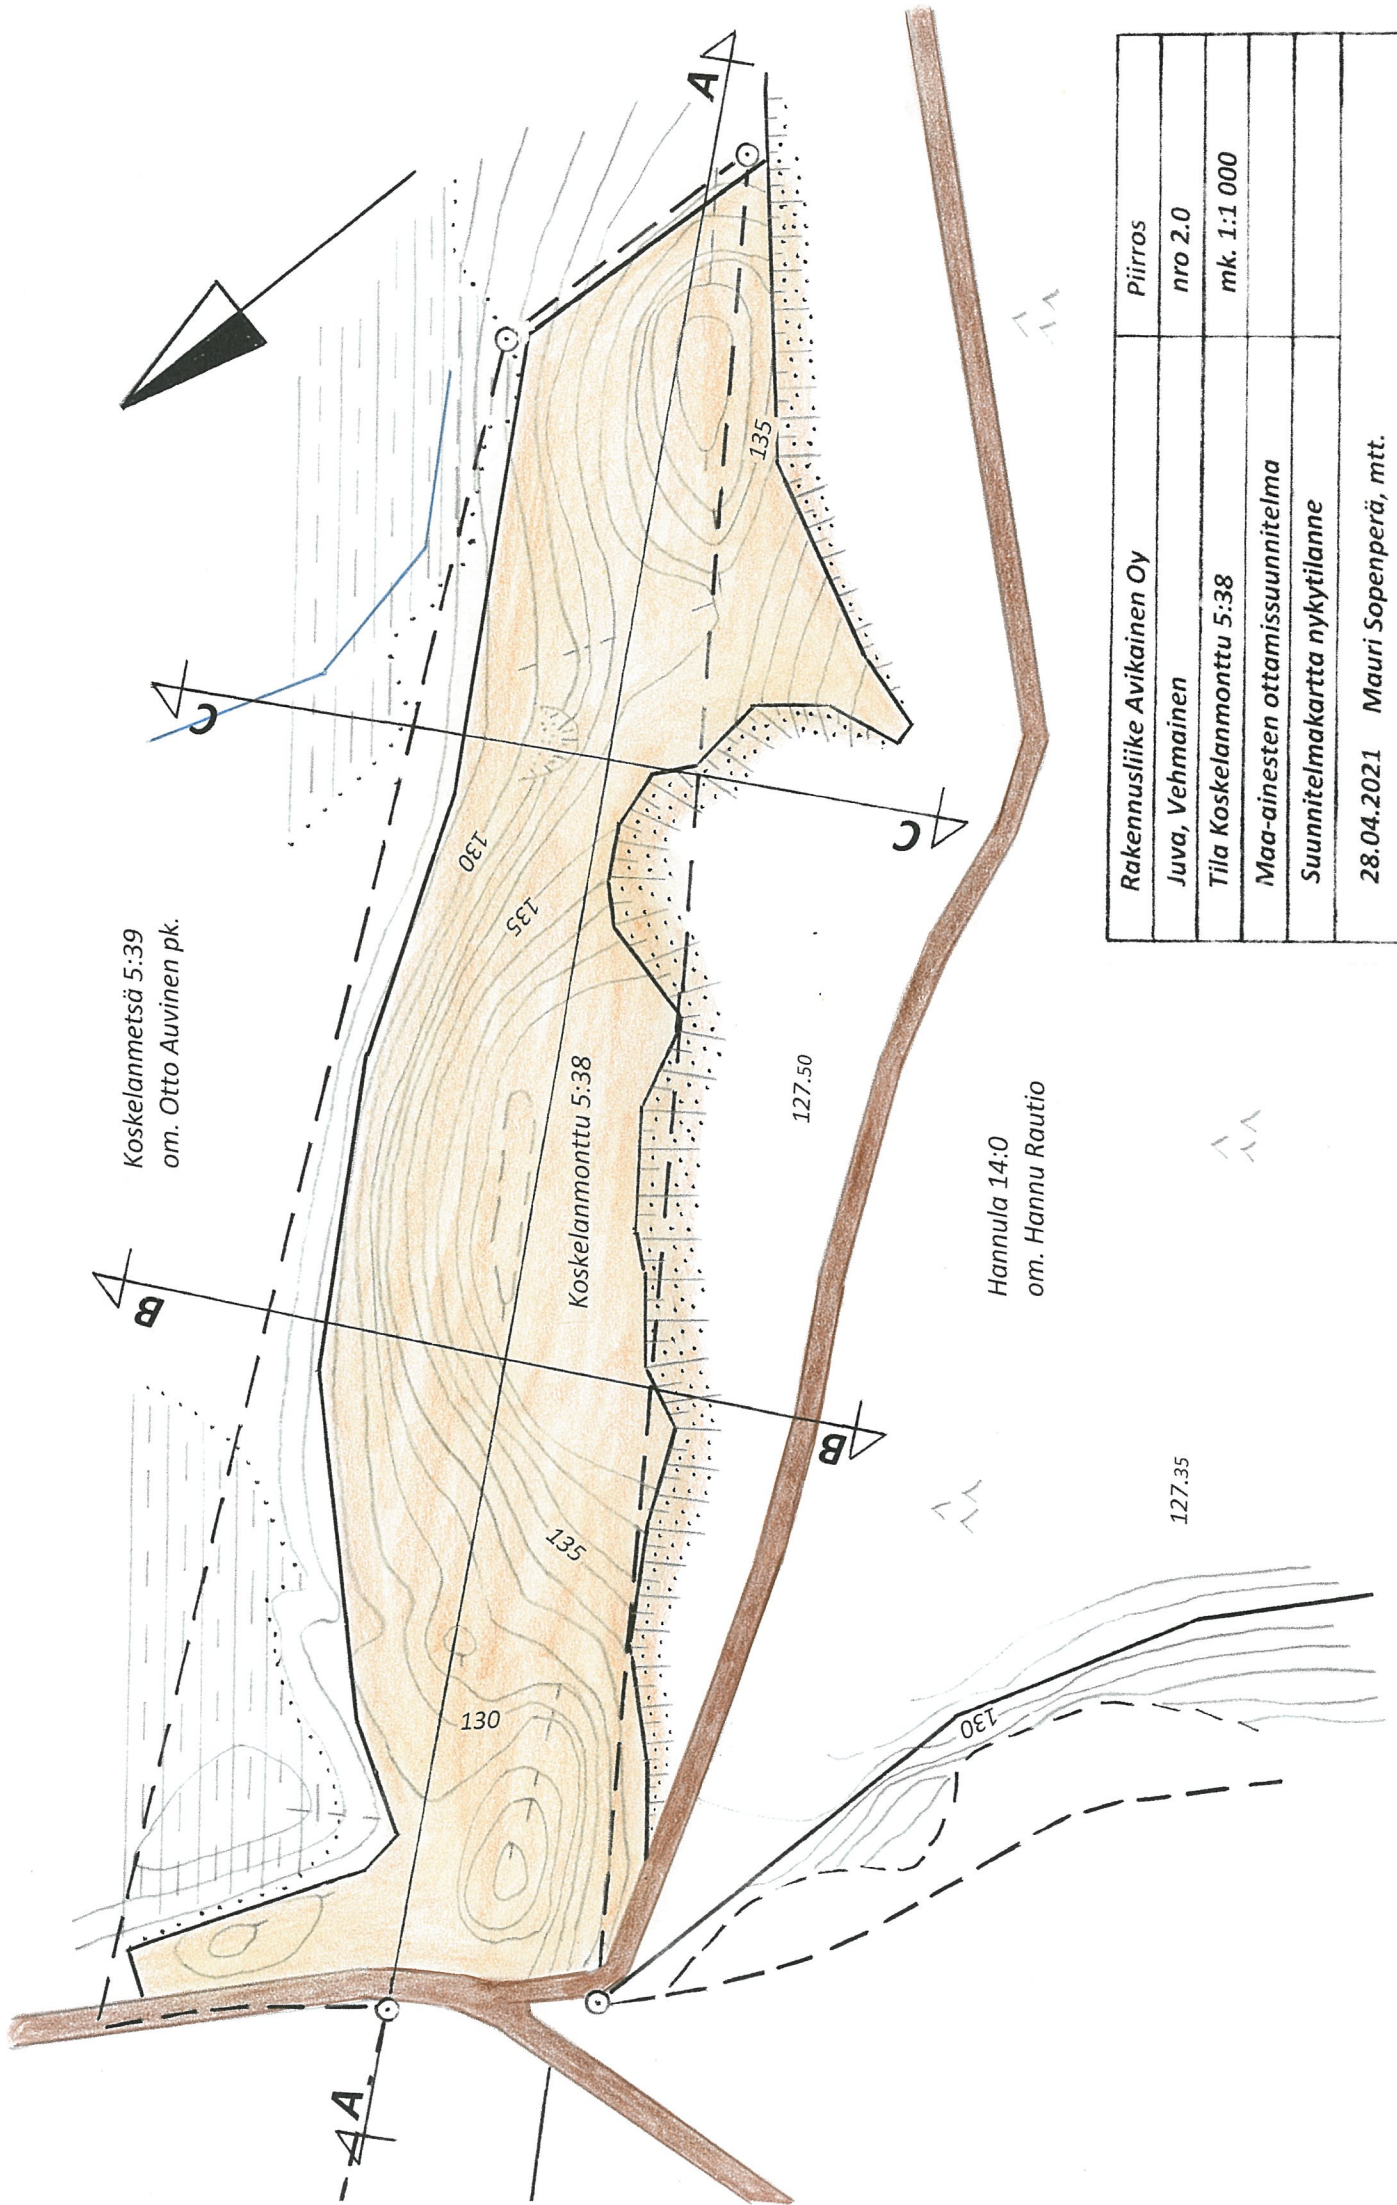 Koskelanmetsä 5:39
om. Otto Auvinen pk.
A
A
B
B
C
C
130
135
135
130
135
130
Koskelanmonttu 5:38
127.50
Hannula 14:0
om. Hannu Rautio
127.35
Rakennusliike Avikainen Oy Piirros
Juva, Vehmainen nro 2.0
Tila Koskelanmonttu 5:38 mk. 1:1 000
Maa-ainesten ottamissuunnitelma
Suunnitelmakartta nykytilanne
28.04.2021 Mauri Sopenperä, mtt.